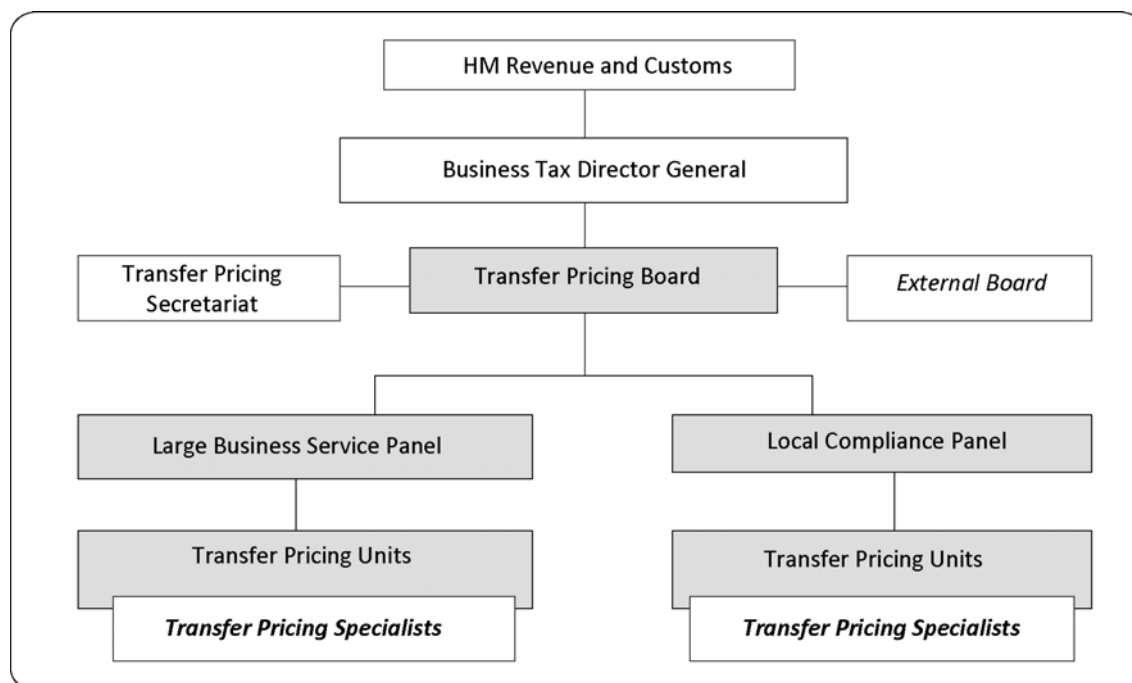 HM Revenue and Customs
Business Tax Director General
Transfer Pricing
Secretariat
Transfer Pricing Board
External Board
Large Business Service Panel
Local Compliance Panel
Transfer Pricing Units
Transfer Pricing Units
Transfer Pricing Specialists
Transfer Pricing Specialists